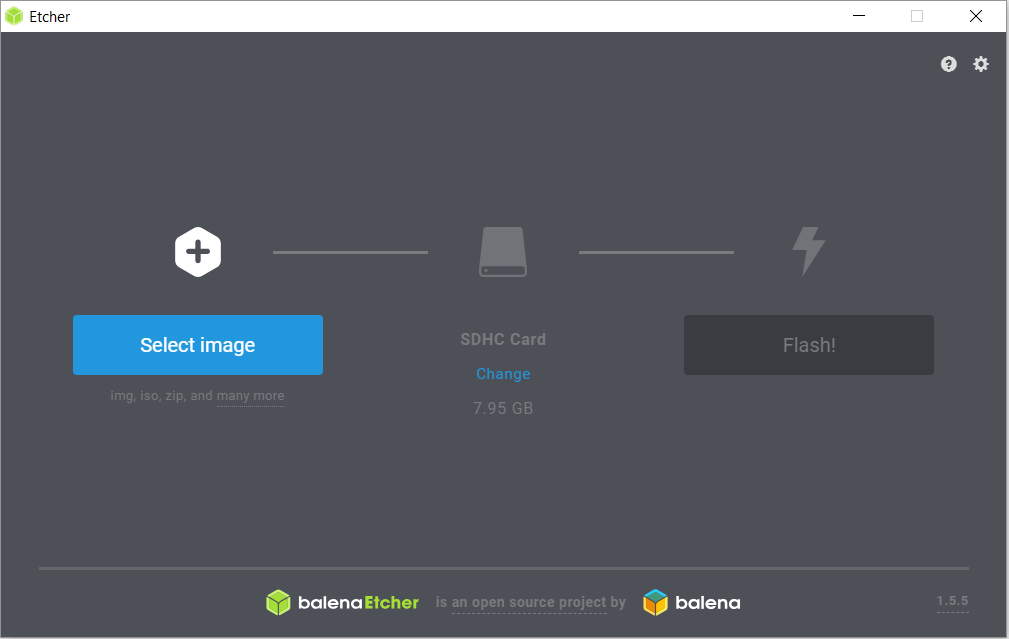 Etcher
Select image
img, iso, zip, and many more
SDHC Card
Change
7.95 GB
Flash!
balenaEtcher is an open source project by balena
1.5.5